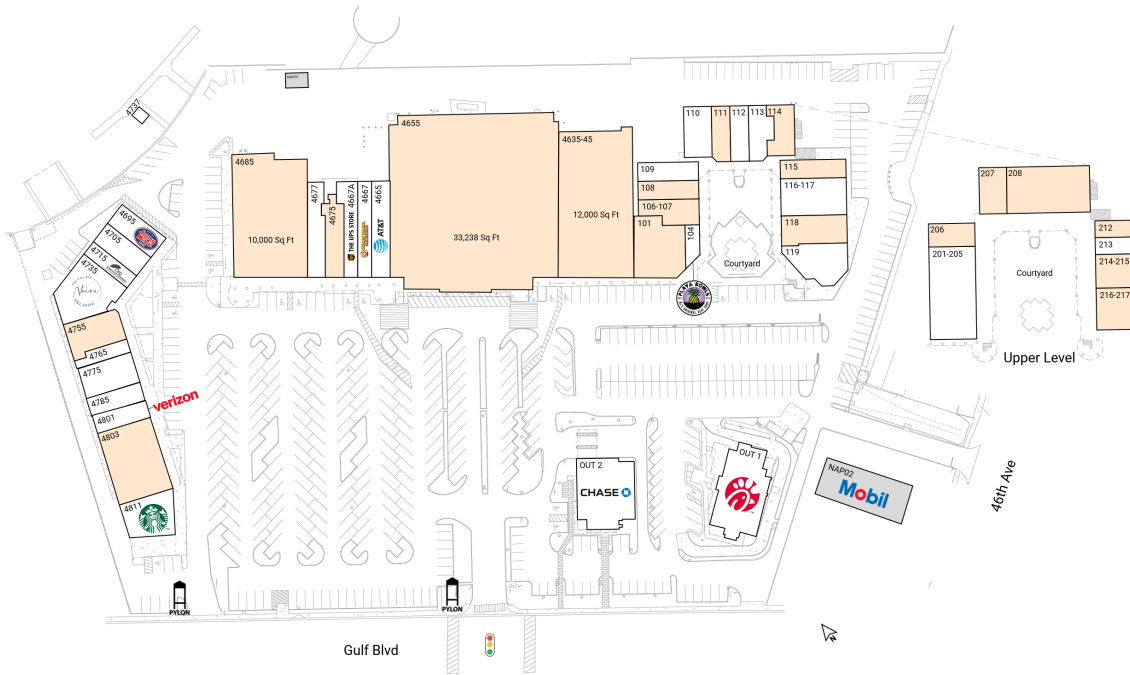 NAP01
4737
4685
10,000 Sq Ft
4677
4675
4667A
THE UPS STORE
4667
4665
AT&T
4655
33,238 Sq Ft
4635-45
12,000 Sq Ft
109
108
106-107
101
104
110
111
112
113
114
115
116-117
118
119
Courtyard
PLAYA BOWLS
207
208
206
201-205
212
213
214-215
216-217
Courtyard
Upper Level
4695
4705
4715
4735
4755
4765
4775
4785
4801
verizon
4803
4811
OUT 2
CHASE
OUT 1
NAP02
Mobil
46th Ave
PYLON
PYLON
Gulf Blvd